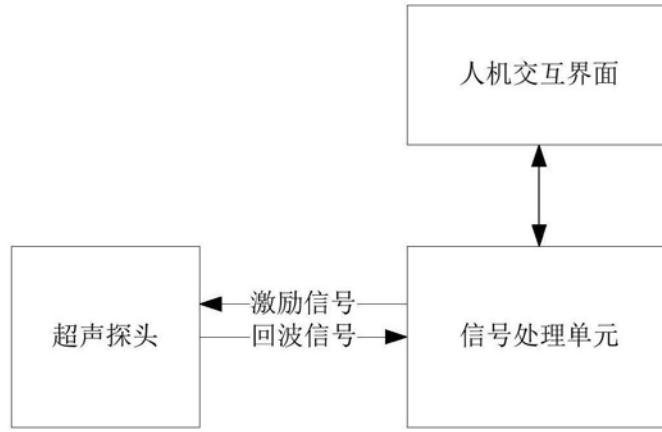 人机交互界面
激励信号
超声探头
回波信号
信号处理单元